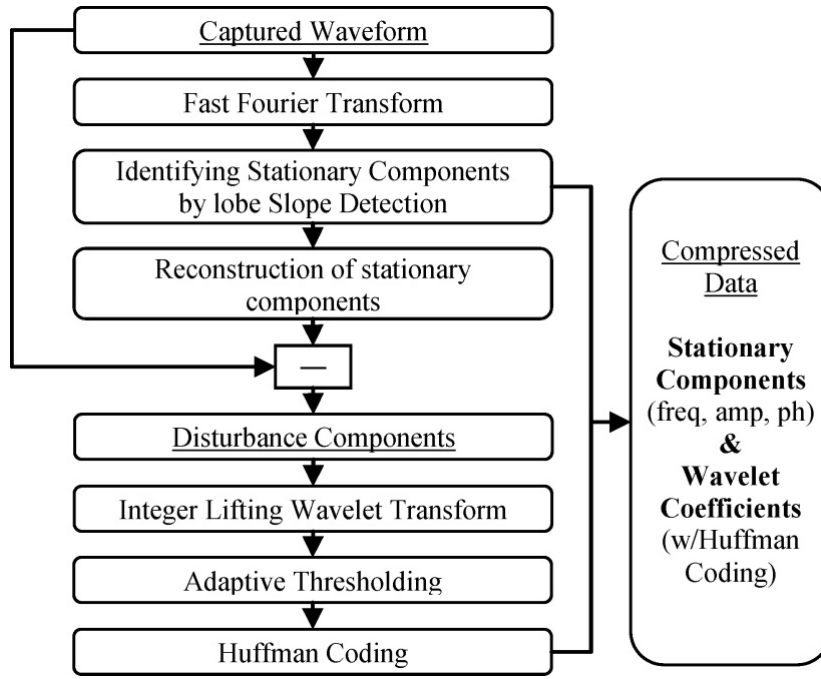 Captured Waveform
Fast Fourier Transform
Identifying Stationary Components
by lobe Slope Detection
Reconstruction of stationary
components
—
Disturbance Components
Integer Lifting Wavelet Transform
Adaptive Thresholding
Huffman Coding
Compressed
Data
Stationary
Components
(freq, amp, ph)
&
Wavelet
Coefficients
(w/Huffman
Coding)